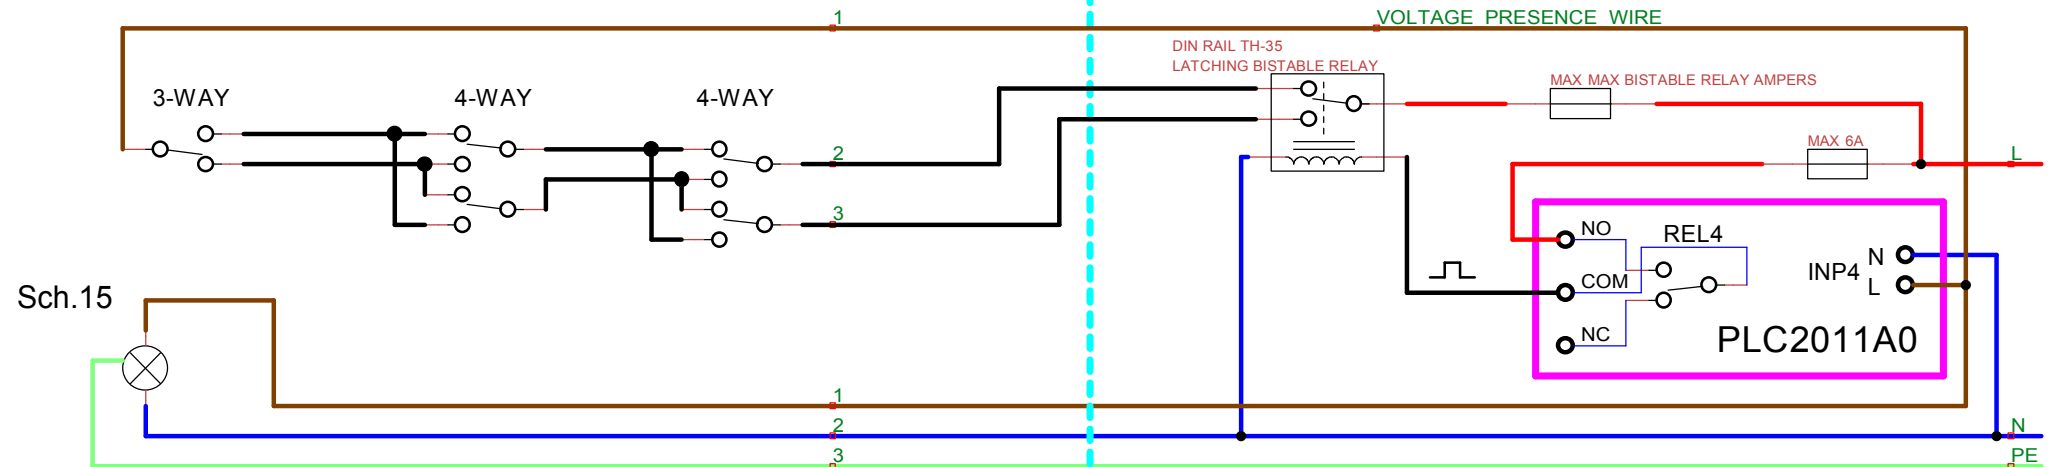 1
VOLTAGE PRESENCE WIRE
DIN RAIL TH-35
LATCHING BISTABLE RELAY
MAX MAX BISTABLE RELAY AMPERS
3-WAY
4-WAY
4-WAY
MAX 6A
2
L
3
NO
REL4
INP4
N
L
COM
NC
PLC2011A0
Sch.15
1
2
N
3
PE